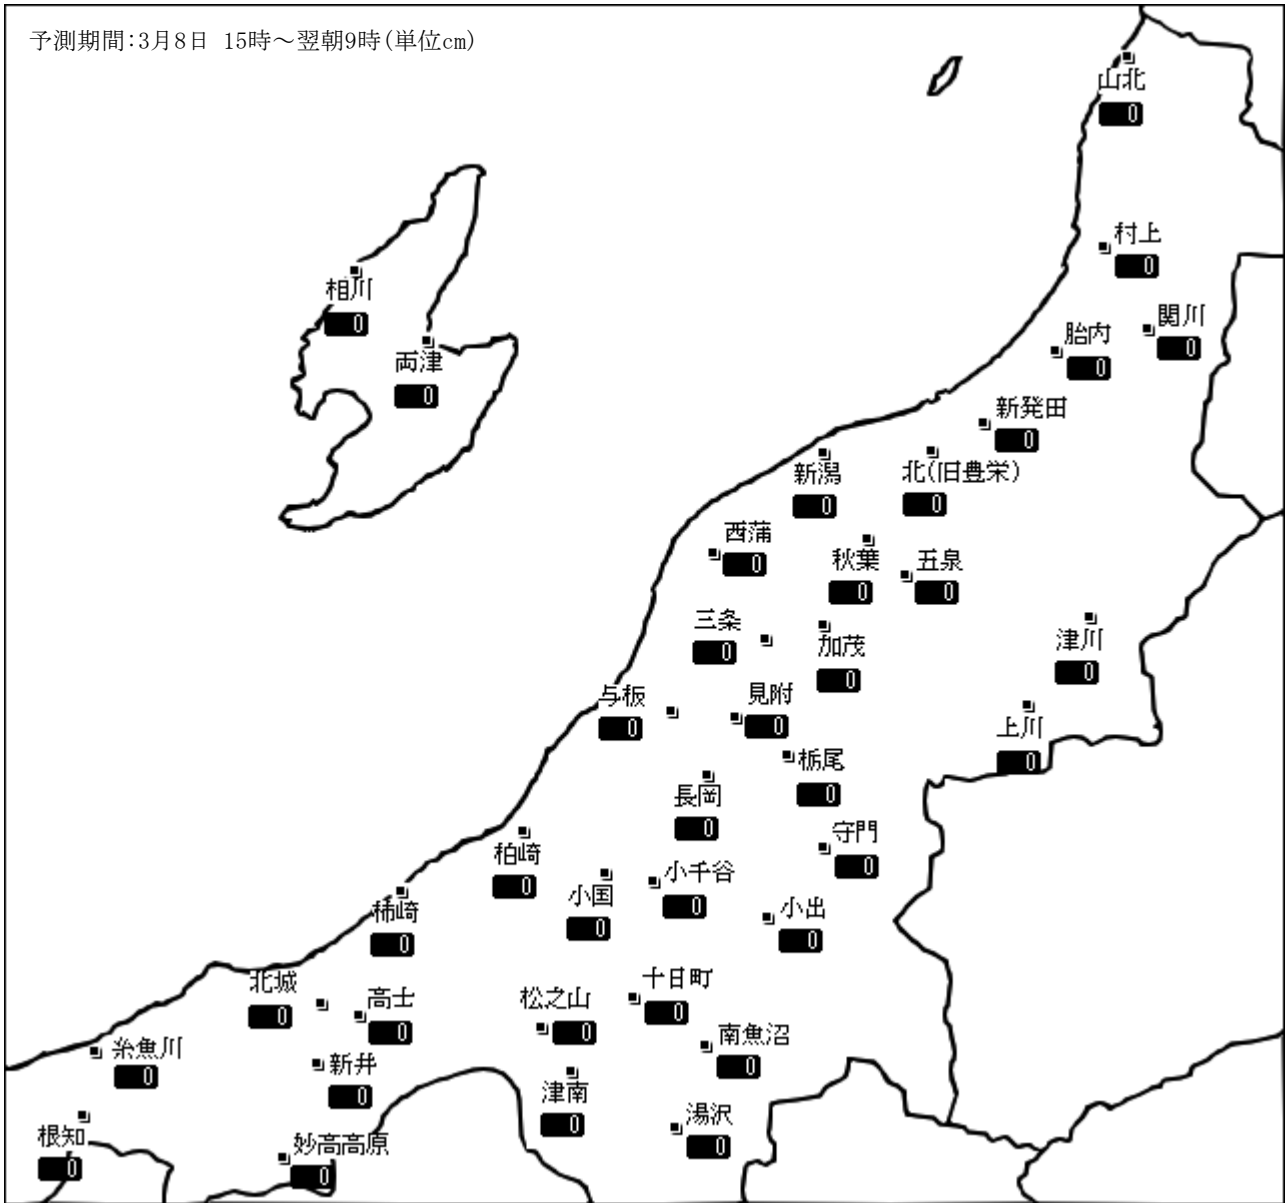 予測期間:3月8日 15時～翌朝9時(単位cm)
山北
0
村上
0
相川
0
関川
0
胎内
0
両津
0
新発田
0
新潟
0
北(旧豊栄)
0
西蒲
0
秋葉
0
五泉
0
三条
0
加茂
0
津川
0
与板
0
見附
0
上川
0
栃尾
0
長岡
0
守門
0
柏崎
0
小国
0
小千谷
0
小出
0
柿崎
0
北城
0
高士
0
松之山
0
十日町
0
南魚沼
0
糸魚川
0
新井
0
津南
0
湯沢
0
根知
0
妙高高原
0